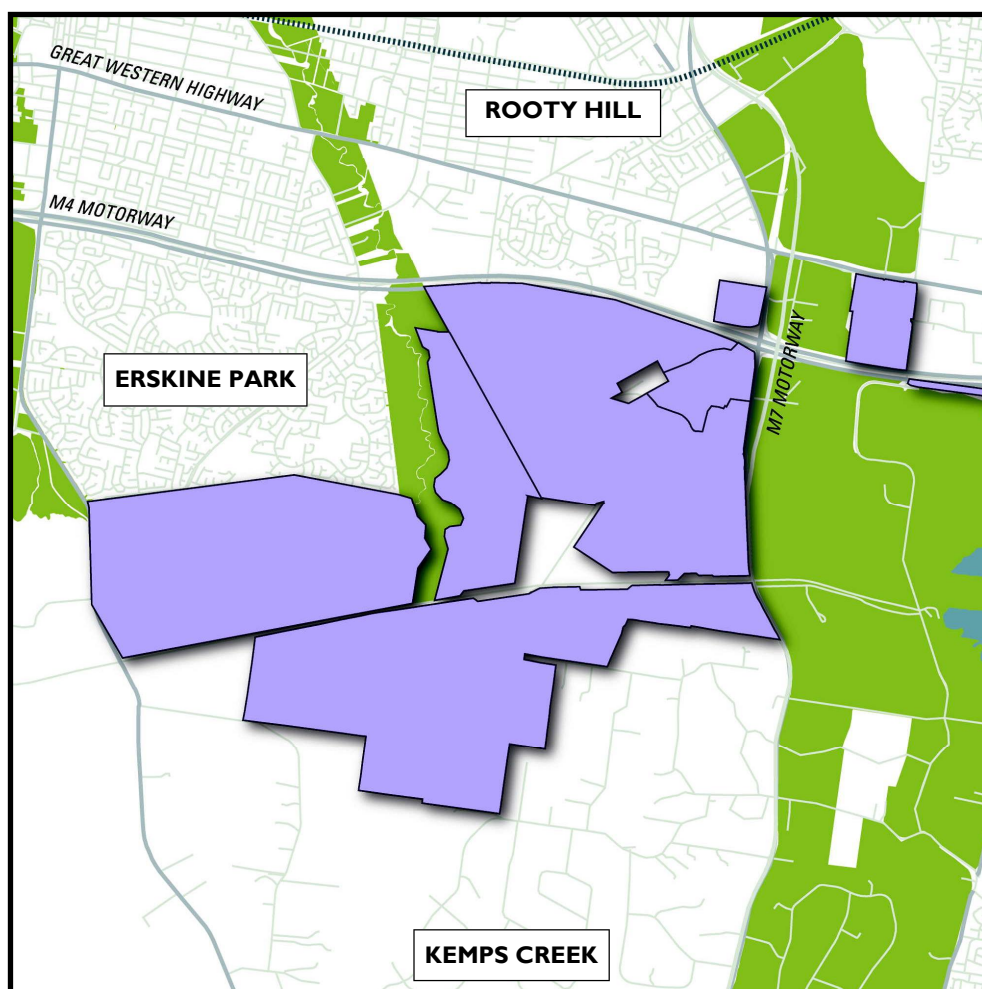 GREAT WESTERN HIGHWAY
ROOTY HILL
M4 MOTORWAY
M7 MOTORWAY
ERSKINE PARK
KEMPS CREEK